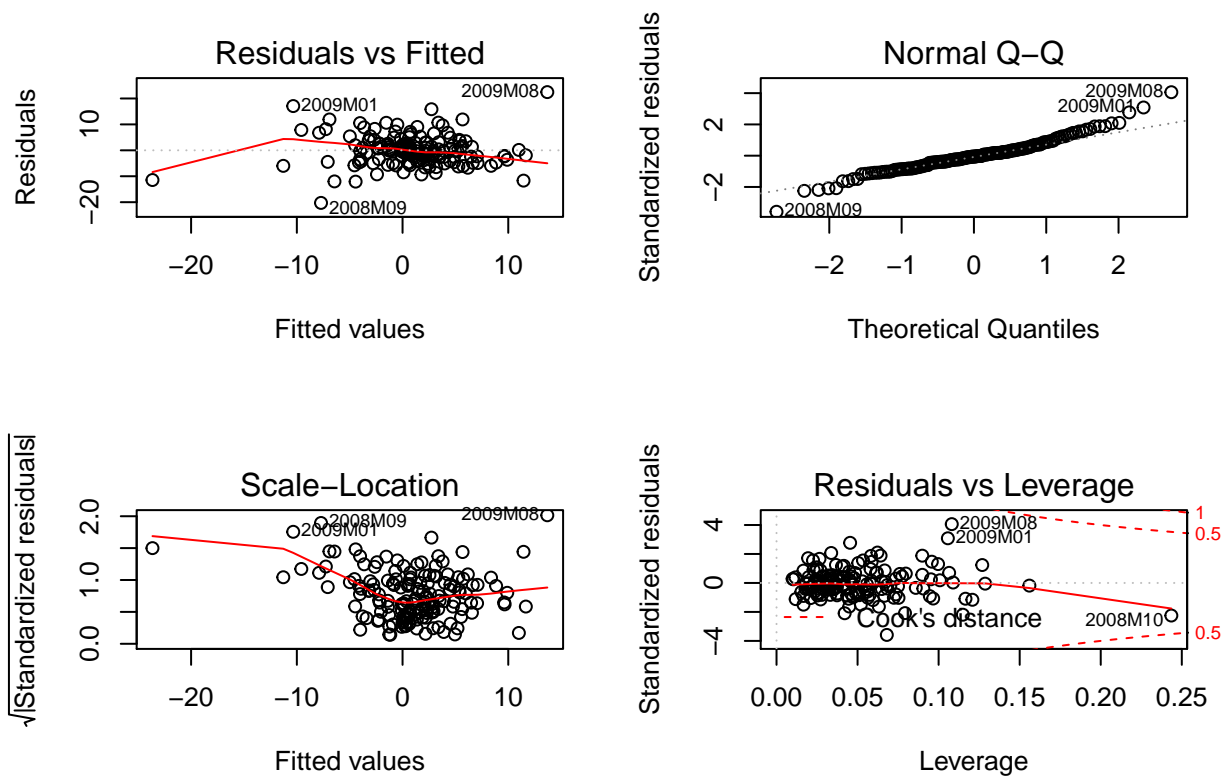 Residuals vs Fitted
Residuals
10
−20
2009M01
2009M08
2008M09
−20 −10 0 10
Fitted values
Normal Q−Q
Standardized residuals
2
−2
2009M08
2009M01
2008M09
−2 −1 0 1 2
Theoretical Quantiles
Scale−Location
√|Standardized residuals|
2.0
1.0
0.0
2008M09
2009M01
2009M08
−20 −10 0 10
Fitted values
Residuals vs Leverage
Standardized residuals
4
0
−4
2009M08
2009M01
1
0.5
Cook's distance
2008M10
0.5
0.00 0.05 0.10 0.15 0.20 0.25
Leverage